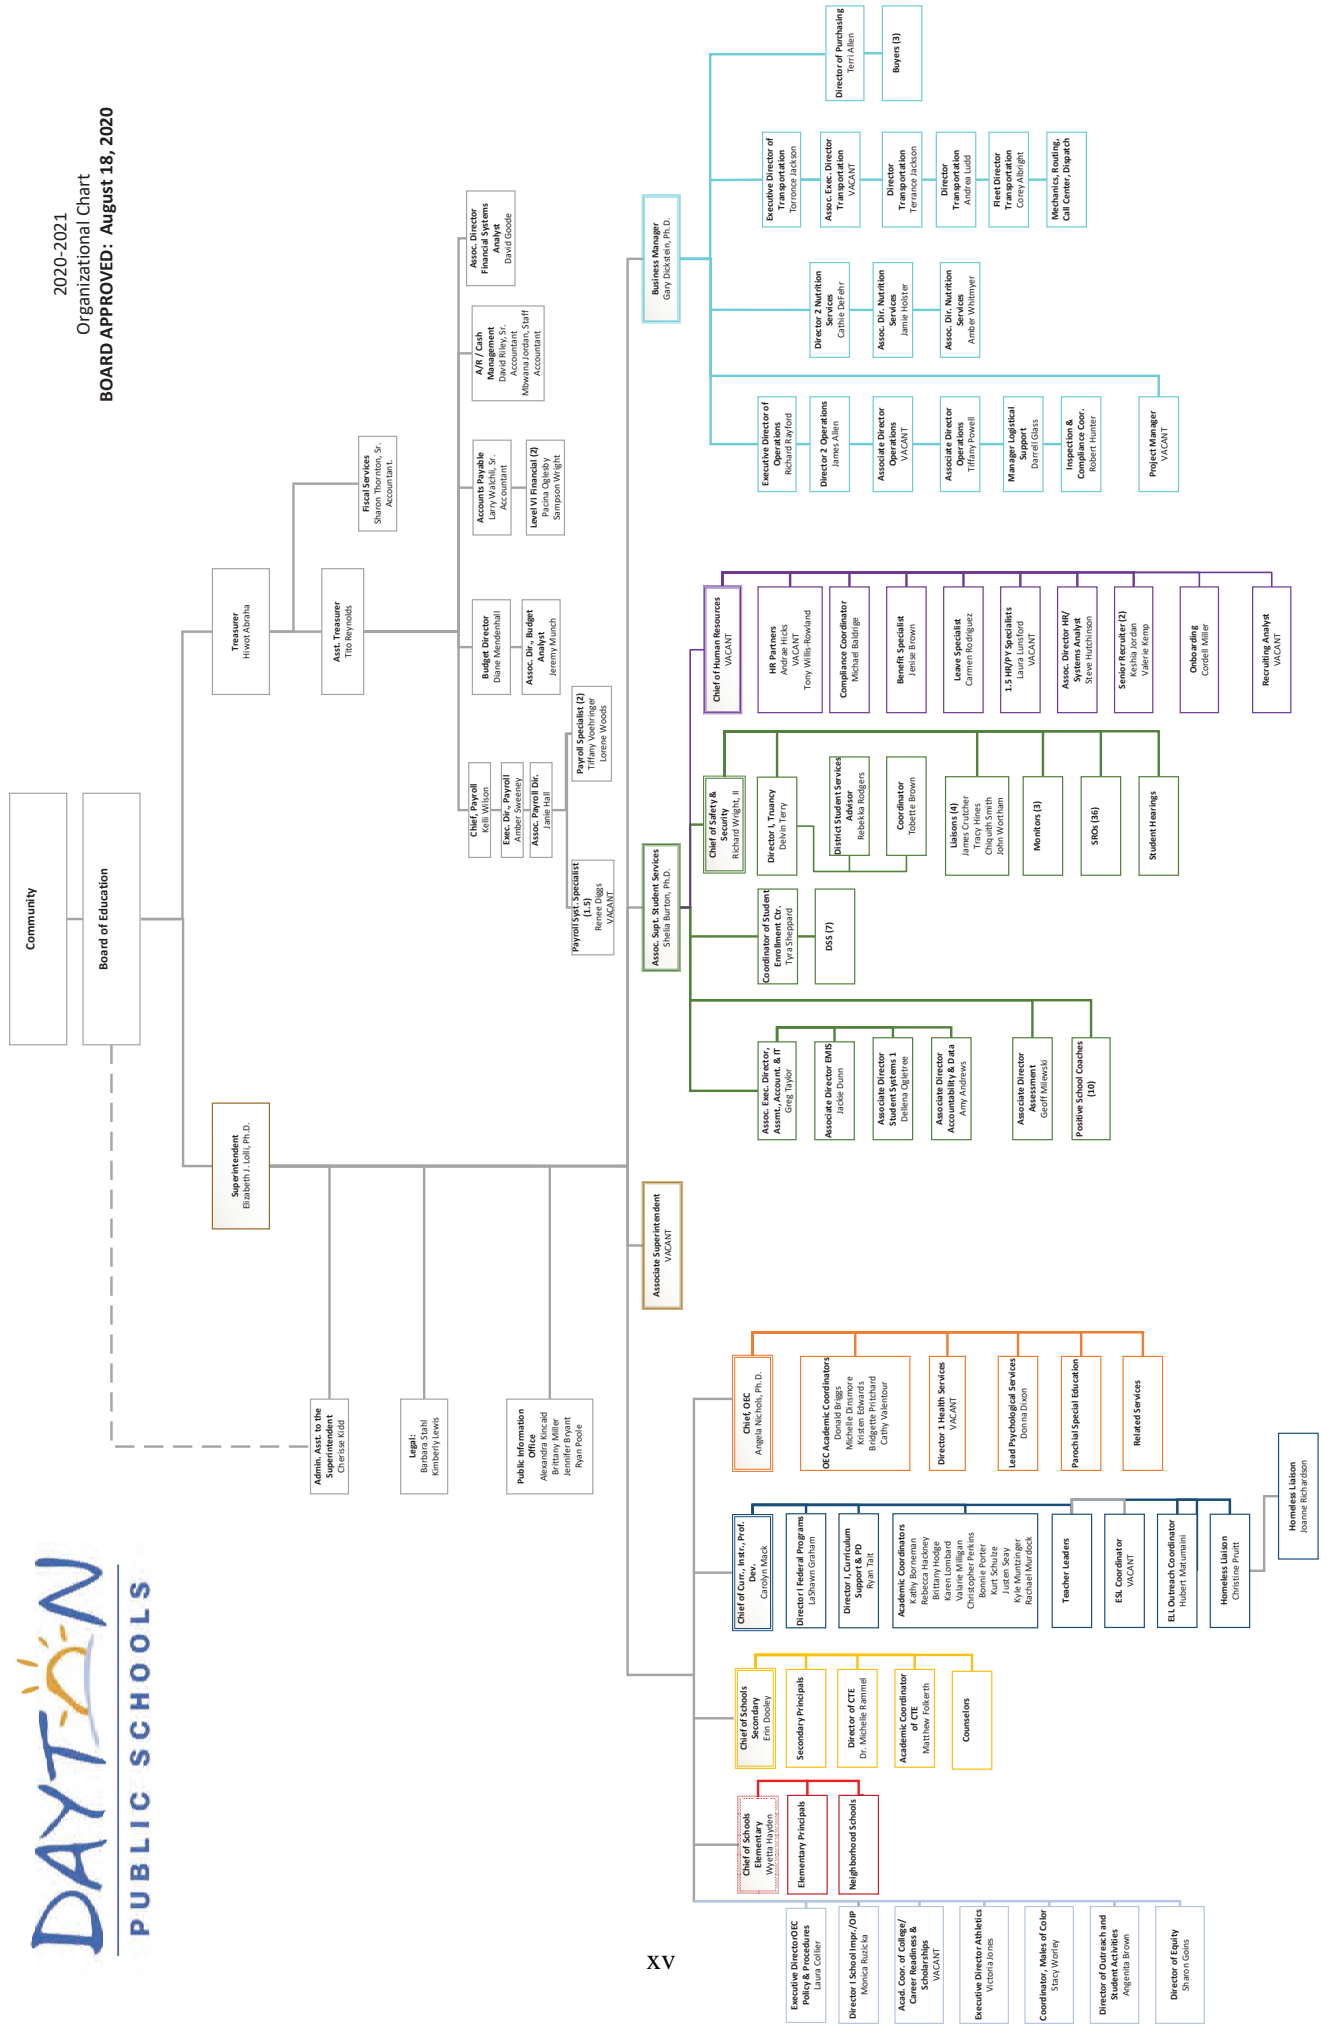 DAYTON
PUBLIC SCHOOLS
2020-2021
Organizational Chart
BOARD APPROVED: August 18, 2020
Community
Board of Education
Superintendent
Elizabeth J. Lolli, Ph.D.
Treasurer
Hiwot Abraha
Asst. Treasurer
Tito Reynolds
Fiscal Services
Sharon Thornton, Sr.
Accountant.
Admin. Asst. to the
Superintendent
Cherisse Kidd
Legal:
Barbara Stahl
Kimberly Lewis
Public Information
Office
Alexandra Kincaid
Brittany Miller
Jennifer Bryant
Ryan Poole
Chief, Payroll
Kelli Wilson
Exec. Dir., Payroll
Amber Sweeney
Assoc. Payroll Dir.
Janie Hall
Payroll Syst. Specialist
(1.5)
Renee Diggs
VACANT
Payroll Specialist (2)
Tiffany Voehringer
Lorene Woods
Budget Director
Diane Mendenhall
Assoc. Dir., Budget
Analyst
Jeremy Munch
Accounts Payable
Larry Walchli, Sr.
Accountant
Level VI Financial (2)
Pacina Oglesby
Sampson Wright
A/R / Cash
Management
David Riley, Sr.
Accountant
Mbwana Jordan, Staff
Accountant
Assoc. Director
Financial Systems
Analyst
David Goode
Associate Superintendent
VACANT
Assoc. Supt. Student Services
Shelia Burton, Ph.D.
Business Manager
Gary Dickstein, Ph.D.
Executive DirectorOEC
Policy & Procedures
Laura Collier
Director I School Impr./OIP
Monica Ruzicka
Acad. Coor. of College/
Career Readiness &
Scholarships
VACANT
Executive Director Athletics
Victoria Jones
Coordinator, Males of Color
Stacy Worley
Director of Outreach and
Student Activities
Angenita Brown
Director of Equity
Sharon Goins
Chief of Schools
Elementary
Wyetta Hayden
Elementary Principals
Neighborhood Schools
Chief of Schools
Secondary
Erin Dooley
Secondary Principals
Director of CTE
Dr. Michelle Rammel
Academic Coordinator
of CTE
Matthew Folkerth
Counselors
Chief of Curr., Instr., Prof.
Dev.
Carolyn Mack
Director I Federal Programs
LaShawn Graham
Director I, Curriculum
Support & PD
Ryan Tait
Academic Coordinators
Kathy Borneman
Rebecca Hackney
Brittany Hodge
Karen Lombard
Valarie Milligan
Christopher Perkins
Bonnie Porter
Kurt Schulze
Justen Seay
Kyle Muntzinger
Rachael Murdock
Teacher Leaders
ESL Coordinator
VACANT
ELL Outreach Coordinator
Hubert Matumaini
Homeless Liaison
Christine Pruitt
Homeless Liaison
Joanne Richardson
Chief, OEC
Angela Nichols, Ph.D.
OEC Academic Coordinators
Donald Briggs
Michelle Dinsmore
Kristen Edwards
Bridgette Pritchard
Cathy Valentour
Director 1 Health Services
VACANT
Lead Psychological Services
Donna Dixon
Parochial Special Education
Related Services
Assoc. Exec. Director,
Assmt., Account. & IT
Greg Taylor
Associate Director EMIS
Jackie Dunn
Associate Director
Student Systems 1
Dellena Ogletree
Associate Director
Accountability & Data
Amy Andrews
Associate Director
Assessment
Geoff Milewski
Positive School Coaches
(10)
Coordinator of Student
Enrollment Ctr.
Tyra Sheppard
DSS (7)
Chief of Safety &
Security
Richard Wright, II
Director I, Truancy
Delvin Terry
District Student Services
Advisor
Rebekka Rodgers
Coordinator
Tobette Brown
Liaisons (4)
James Crutcher
Tracy Hines
Chiquith Smith
John Wortham
Monitors (3)
SROs (36)
Student Hearings
Chief of Human Resources
VACANT
HR Partners
Andrae Hicks
VACANT
Tony Willis-Rowland
Compliance Coordinator
Michael Baldrige
Benefit Specialist
Jenise Brown
Leave Specialist
Carmen Rodriguez
1.5 HR/PY Specialists
Laura Lunsford
VACANT
Assoc. Director HR/
Systems Analyst
Steve Hutchinson
Senior Recruiter (2)
Keshia Jordan
Valerie Kemp
Onboarding
Cordell Miller
Recruiting Analyst
VACANT
Executive Director of
Operations
Richard Rayford
Director 2 Operations
James Allen
Associate Director
Operations
VACANT
Associate Director
Operations
Tiffany Powell
Manager Logistical
Support
Darrell Glass
Inspection &
Compliance Coor.
Robert Hunter
Project Manager
VACANT
Director 2 Nutrition
Services
Cathie DeFehr
Assoc. Dir. Nutrition
Services
Jamie Holster
Assoc. Dir. Nutrition
Services
Amber Whitmyer
Executive Director of
Transportation
Torronce Jackson
Assoc. Exec. Director
Transportation
VACANT
Director
Transportation
Terrance Jackson
Director
Transportation
Andrea Ludd
Fleet Director
Transportation
Corey Albright
Mechanics, Routing,
Call Center, Dispatch
Director of Purchasing
Terri Allen
Buyers (3)
xv